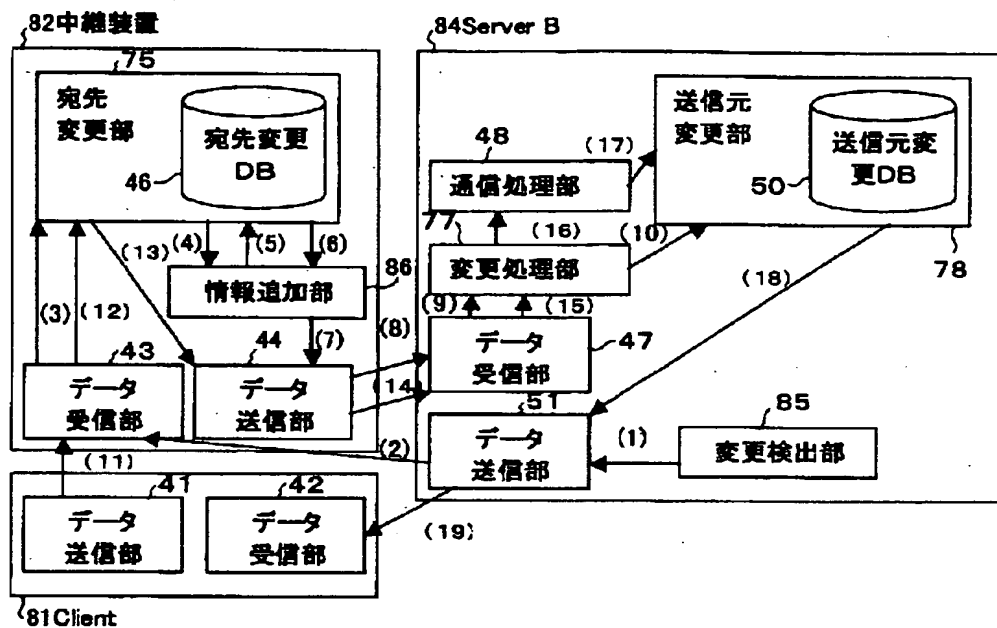 82中継装置
75
宛先
変更部
宛先変更
DB
46
(3)
(12)
(13)
(4)
(5)
(6)
情報追加部
86
(7)
43
データ
受信部
44
データ
送信部
(8)
(14
(2)
(11)
41
データ
送信部
42
データ
受信部
81Client
84Server B
48
通信処理部
(17)
送信元
変更部
送信元変
更DB
50
78
77
変更処理部
(16)
(10)
(9)
(15)
データ
受信部
47
(18)
51
データ
送信部
(1)
85
変更検出部
(19)